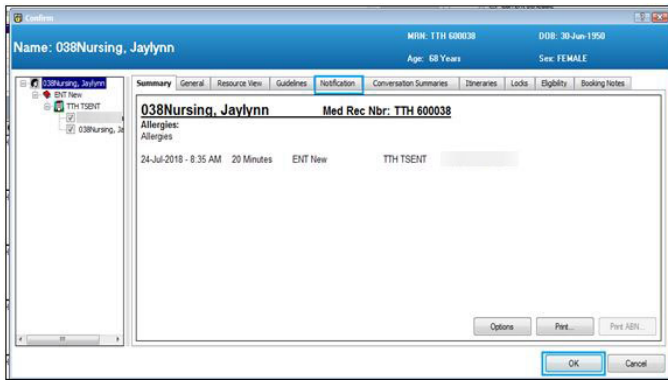 Confirm
MRN: TTH 600038 DOB: 30-Jun-1950
Name: 038Nursing, Jaylynn
Age: 68 Years Sex: FEMALE
038Nursing, Jaylynn
ENT New
TTH TSENT
038Nursing, Ja
Summary General Resource View Guidelines Notification Conversation Summaries Itineraries Locks Eligibility Booking Notes
038Nursing, Jaylynn Med Rec Nbr: TTH 600038
Allergies:
Allergies
24-Jul-2018 - 8:35 AM 20 Minutes ENT New TTH TSENT
Options Print... Print ABN...
OK Cancel